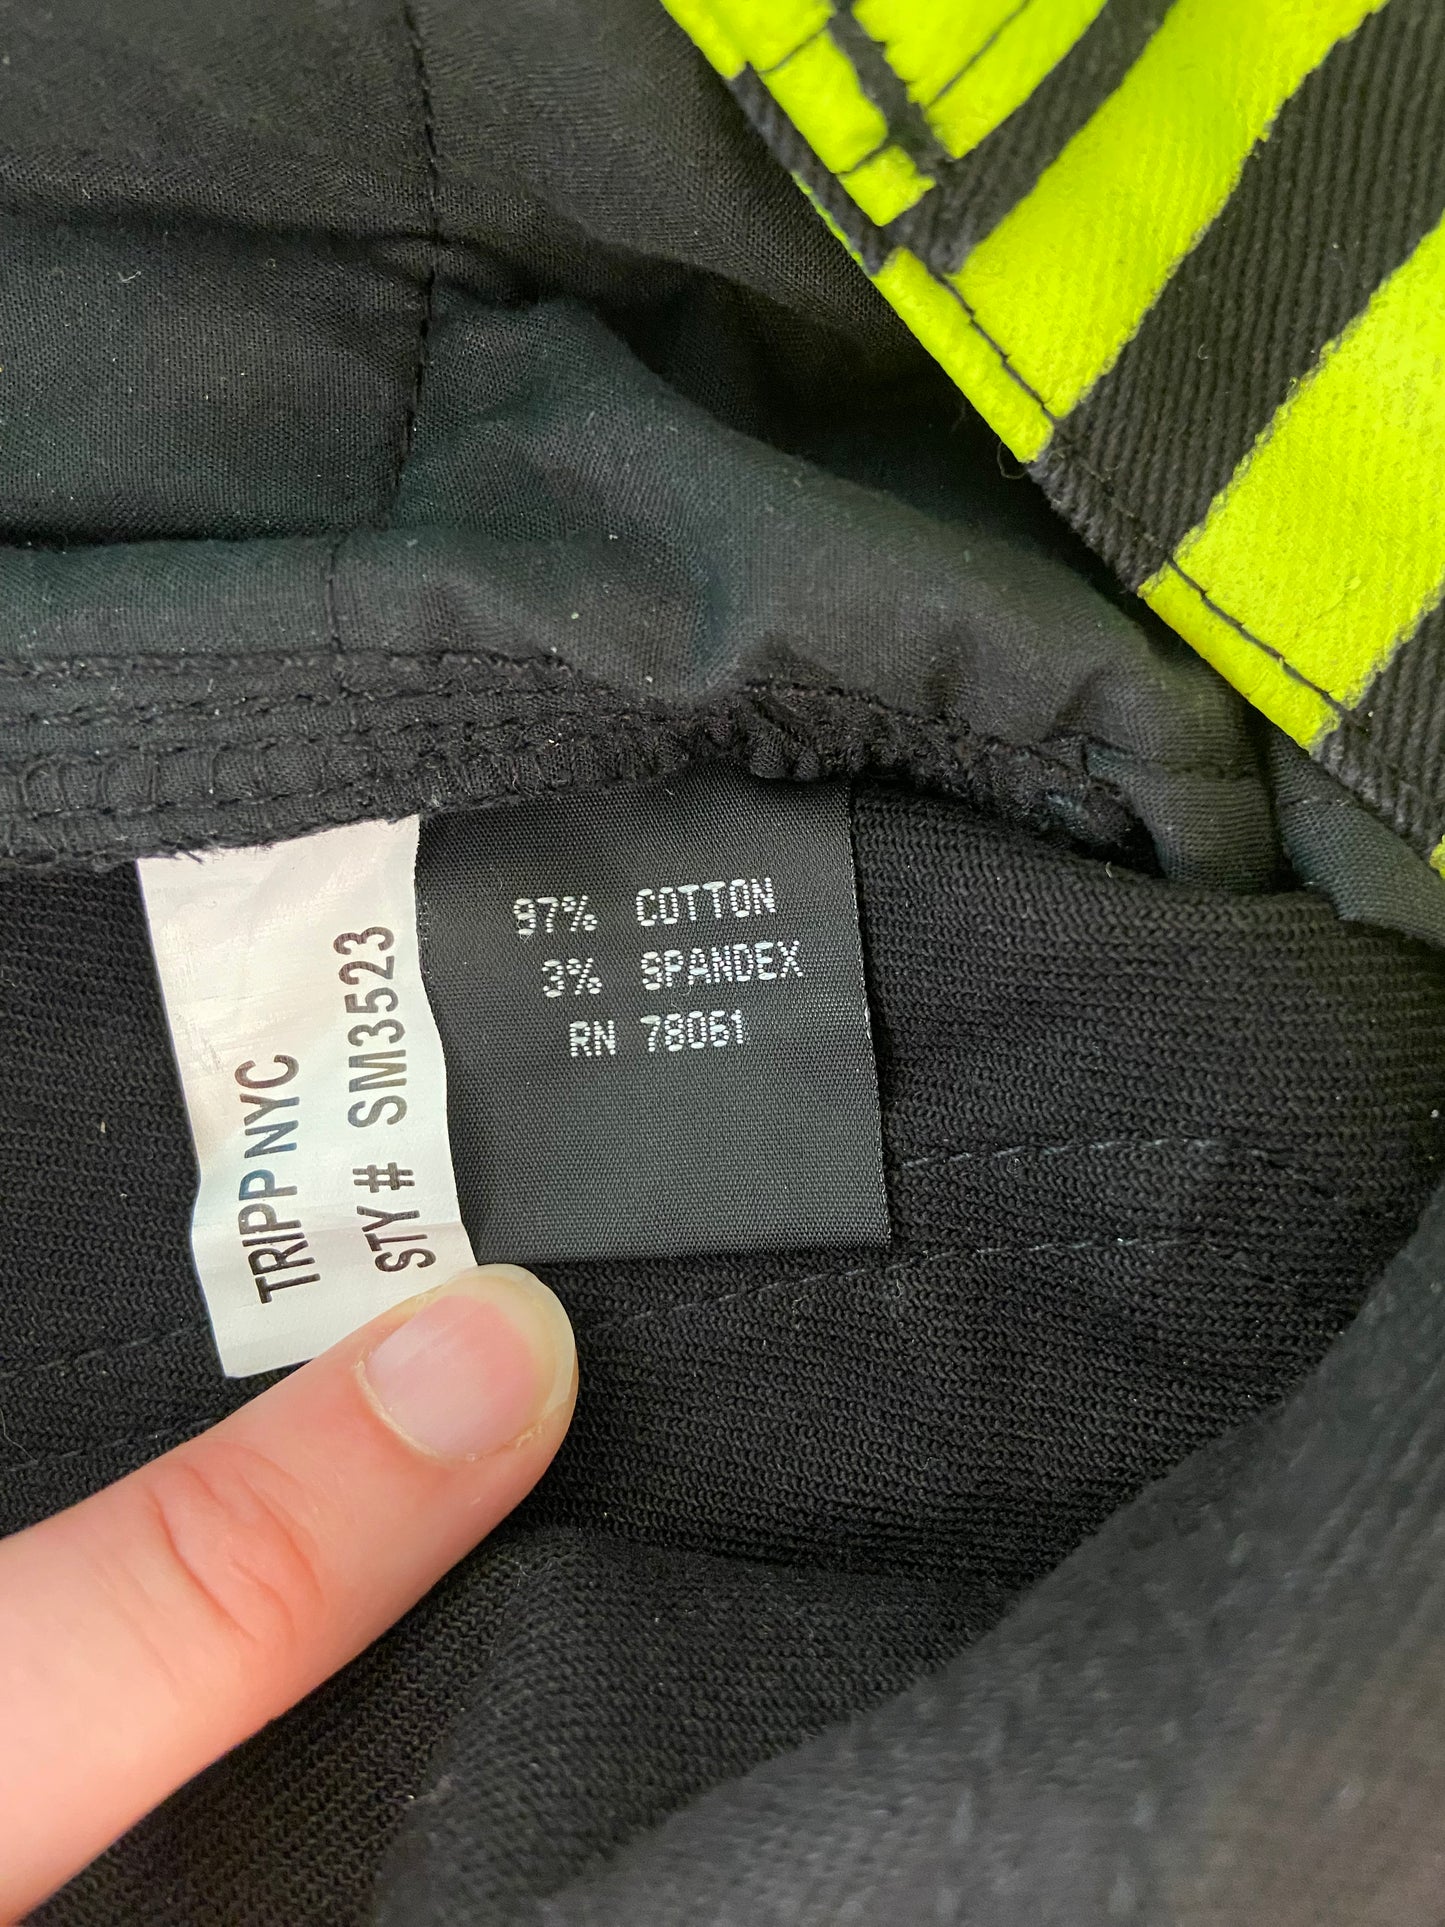 TRIPP NYC
STY # SM3523
97% COTTON
3% SPANDEX
RN 78061